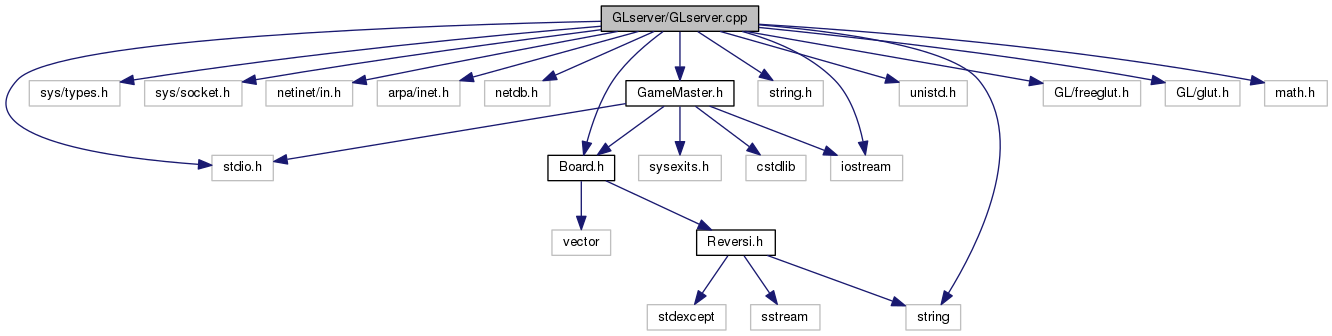 GLserver/GLserver.cpp
sys/types.h
sys/socket.h
netinet/in.h
arpa/inet.h
netdb.h
GameMaster.h
string.h
unistd.h
GL/freeglut.h
GL/glut.h
math.h
stdio.h
Board.h
sysexits.h
cstdlib
iostream
vector
Reversi.h
stdexcept
sstream
string